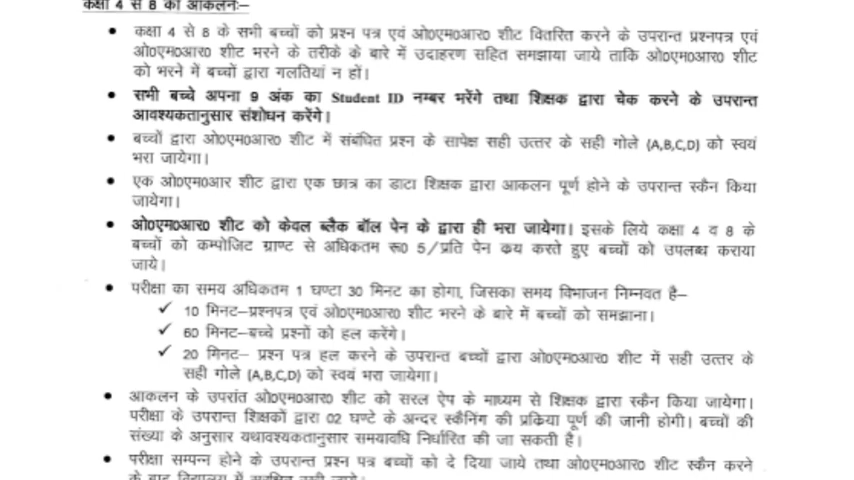 कक्षा 4 से 8 का आकलनः–
• कक्षा 4 से 8 के सभी बच्चों को प्रश्न पत्र एवं ओ0एम0आर0 शीट वितरित करने के उपरान्त प्रश्नपत्र एवं
ओ0एम0आर0 शीट भरने के तरीके के बारे में उदाहरण सहित समझाया जाये ताकि ओ0एम0आर0 शीट
को भरने में बच्चों द्वारा गलतियां न हों।
• सभी बच्चे अपना 9 अंक का Student ID नम्बर भरेंगे तथा शिक्षक द्वारा चेक करने के उपरान्त
आवश्यकतानुसार संशोधन करेंगे।
• बच्चों द्वारा ओ0एम0आर0 शीट में संबंधित प्रश्न के सापेक्ष सही उत्तर के सही गोले (A,B,C,D) को स्वयं
भरा जायेगा।
• एक ओ0एम0आर शीट द्वारा एक छात्र का डाटा शिक्षक द्वारा आकलन पूर्ण होने के उपरान्त स्कैन किया
जायेगा।
• ओ0एम0आर0 शीट को केवल ब्लैक बॉल पेन के द्वारा ही भरा जायेगा। इसके लिये कक्षा 4 व 8 के
बच्चों को कम्पोजिट ग्राण्ट से अधिकतम रू0 5/प्रति पेन क्रय करते हुए बच्चों को उपलब्ध कराया
जाये।
• परीक्षा का समय अधिकतम 1 घण्टा 30 मिनट का होगा, जिसका समय विभाजन निम्नवत है–
✓ 10 मिनट–प्रश्नपत्र एवं ओ0एम0आर0 शीट भरने के बारे में बच्चों को समझाना।
✓ 60 मिनट–बच्चे प्रश्नों को हल करेंगे।
✓ 20 मिनट– प्रश्न पत्र हल करने के उपरान्त बच्चों द्वारा ओ0एम0आर0 शीट में सही उत्तर के
सही गोले (A,B,C,D) को स्वयं भरा जायेगा।
• आकलन के उपरांत ओ0एम0आर0 शीट को सरल ऐप के माध्यम से शिक्षक द्वारा स्कैन किया जायेगा।
परीक्षा के उपरान्त शिक्षकों द्वारा 02 घण्टे के अन्दर स्कैनिंग की प्रक्रिया पूर्ण की जानी होगी। बच्चों की
संख्या के अनुसार यथावश्यकतानुसार समयावधि निर्धारित की जा सकती है।
• परीक्षा सम्पन्न होने के उपरान्त प्रश्न पत्र बच्चों को दे दिया जाये तथा ओ0एम0आर0 शीट स्कैन करने
के बाद विद्यालय में सुरक्षित रखी जाये।